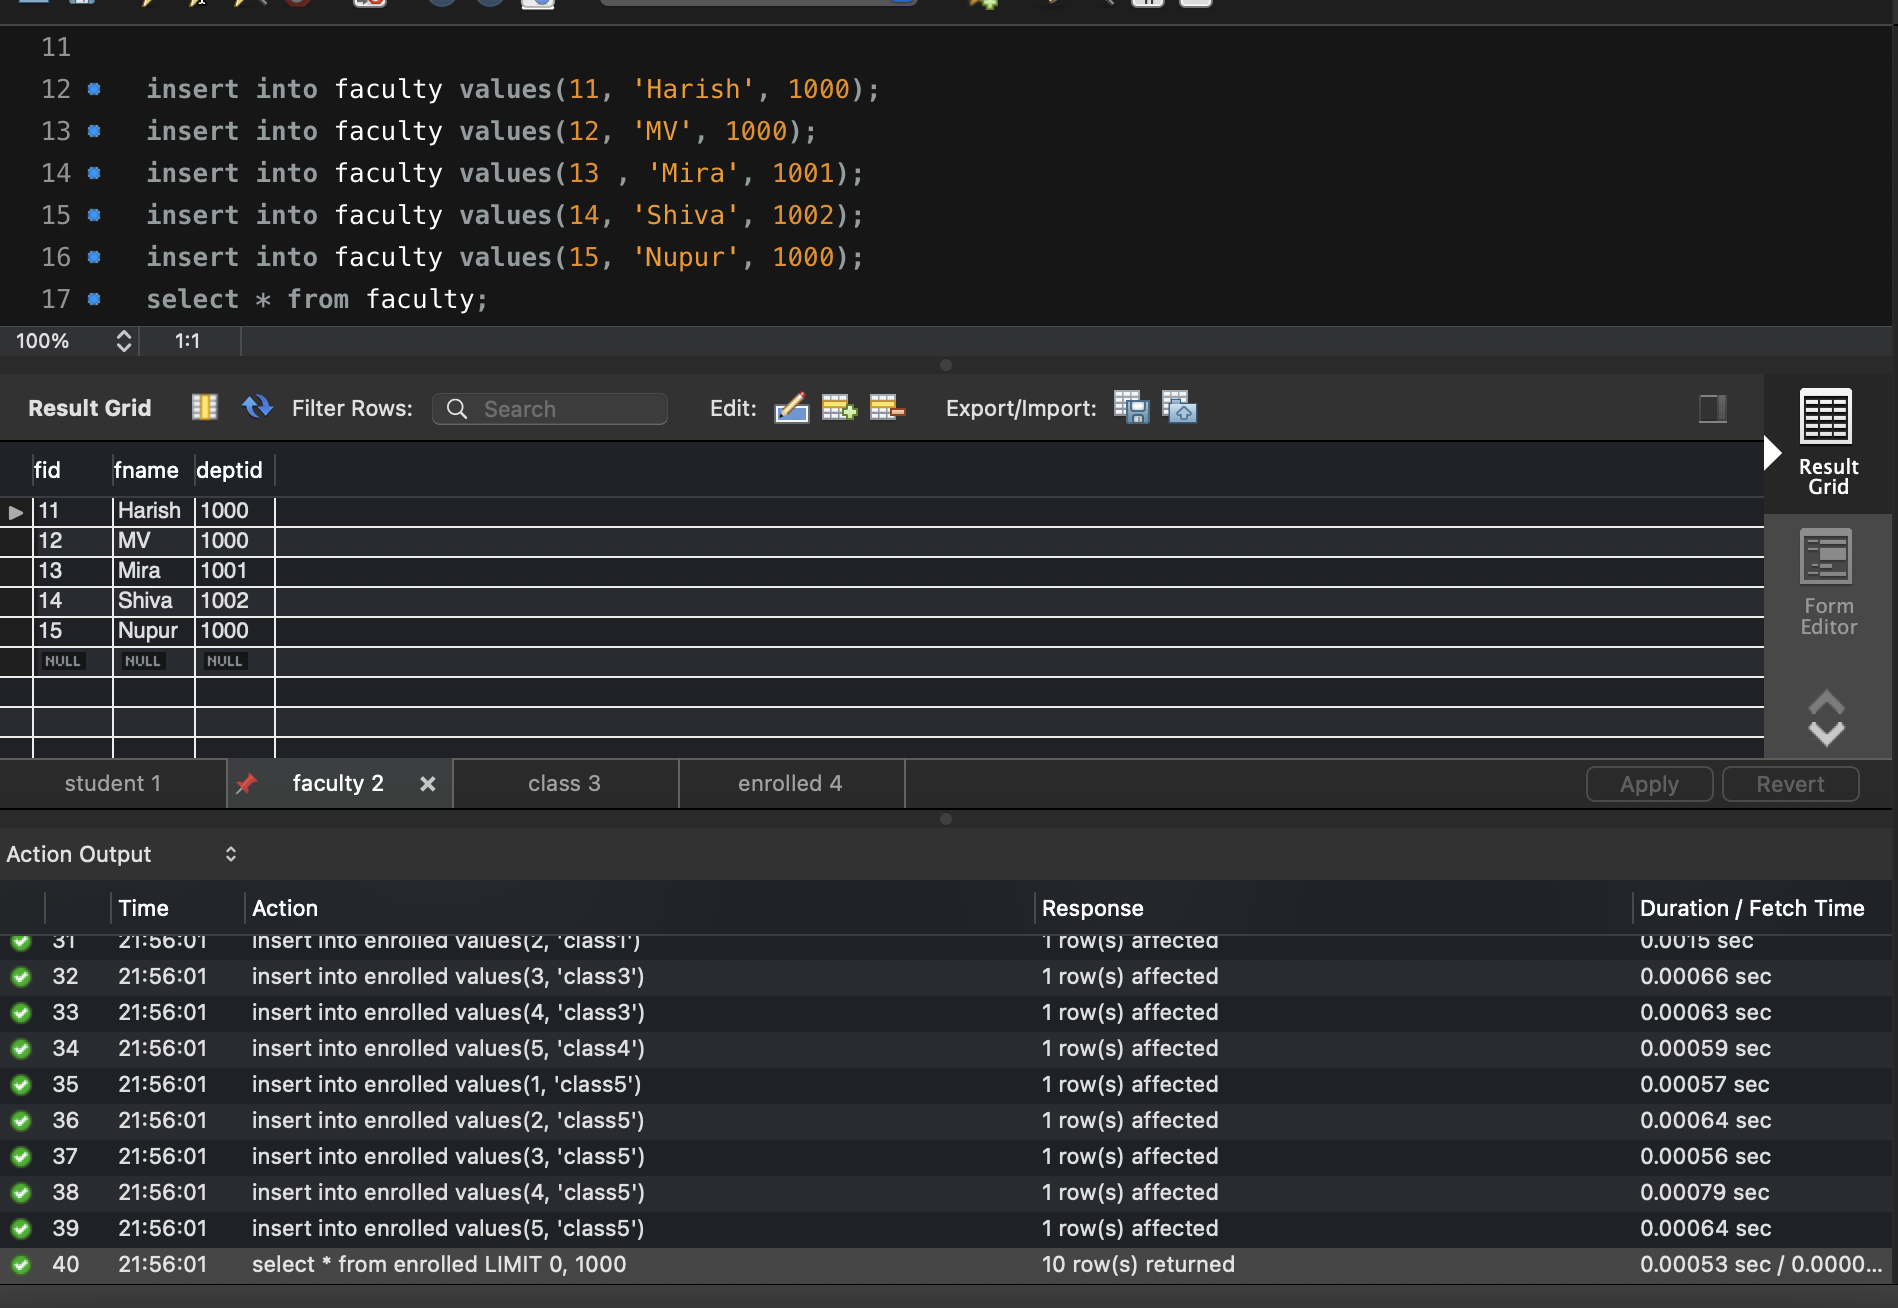 11
12 insert into faculty values(11, 'Harish', 1000);
13 insert into faculty values(12, 'MV', 1000);
14 insert into faculty values(13 , 'Mira', 1001);
15 insert into faculty values(14, 'Shiva', 1002);
16 insert into faculty values(15, 'Nupur', 1000);
17 select * from faculty;
100% 1:1
Result Grid Filter Rows: Search Edit: Export/Import:
fid fname deptid
11 Harish 1000
12 MV 1000
13 Mira 1001
14 Shiva 1002
15 Nupur 1000
NULL NULL NULL
Result
Grid
Form
Editor
student 1 faculty 2 class 3 enrolled 4 Apply Revert
Action Output
Time Action Response Duration / Fetch Time
31 21:56:01 insert into enrolled values(2, 'class1') 1 row(s) affected 0.0015 sec
32 21:56:01 insert into enrolled values(3, 'class3') 1 row(s) affected 0.00066 sec
33 21:56:01 insert into enrolled values(4, 'class3') 1 row(s) affected 0.00063 sec
34 21:56:01 insert into enrolled values(5, 'class4') 1 row(s) affected 0.00059 sec
35 21:56:01 insert into enrolled values(1, 'class5') 1 row(s) affected 0.00057 sec
36 21:56:01 insert into enrolled values(2, 'class5') 1 row(s) affected 0.00064 sec
37 21:56:01 insert into enrolled values(3, 'class5') 1 row(s) affected 0.00056 sec
38 21:56:01 insert into enrolled values(4, 'class5') 1 row(s) affected 0.00079 sec
39 21:56:01 insert into enrolled values(5, 'class5') 1 row(s) affected 0.00064 sec
40 21:56:01 select * from enrolled LIMIT 0, 1000 10 row(s) returned 0.00053 sec / 0.0000...